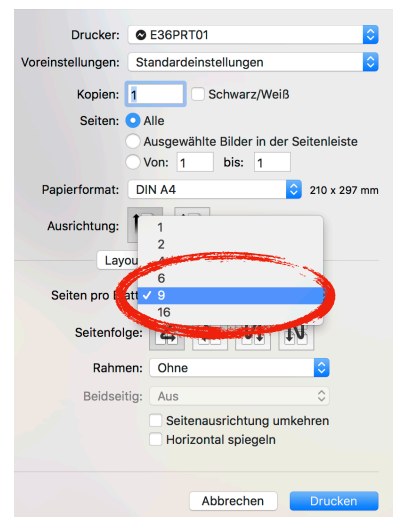 Drucker: E36PRT01
Voreinstellungen: Standardeinstellungen
Kopien: 1 Schwarz/Weiß
Seiten: Alle
Ausgewählte Bilder in der Seitenleiste
Von: 1 bis: 1
Papierformat: DIN A4 210 x 297 mm
Ausrichtung:
1
2
Layou
6
Seiten pro Blatt ✓ 9
16
Seitenfolge:
Rahmen: Ohne
Beidseitig: Aus
Seitenausrichtung umkehren
Horizontal spiegeln
Abbrechen Drucken